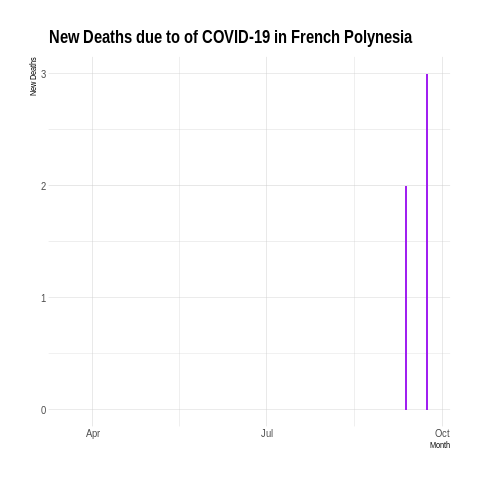 New Deaths due to of COVID-19 in French Polynesia
New Deaths
3
2
1
0
Apr Jul Oct
Month